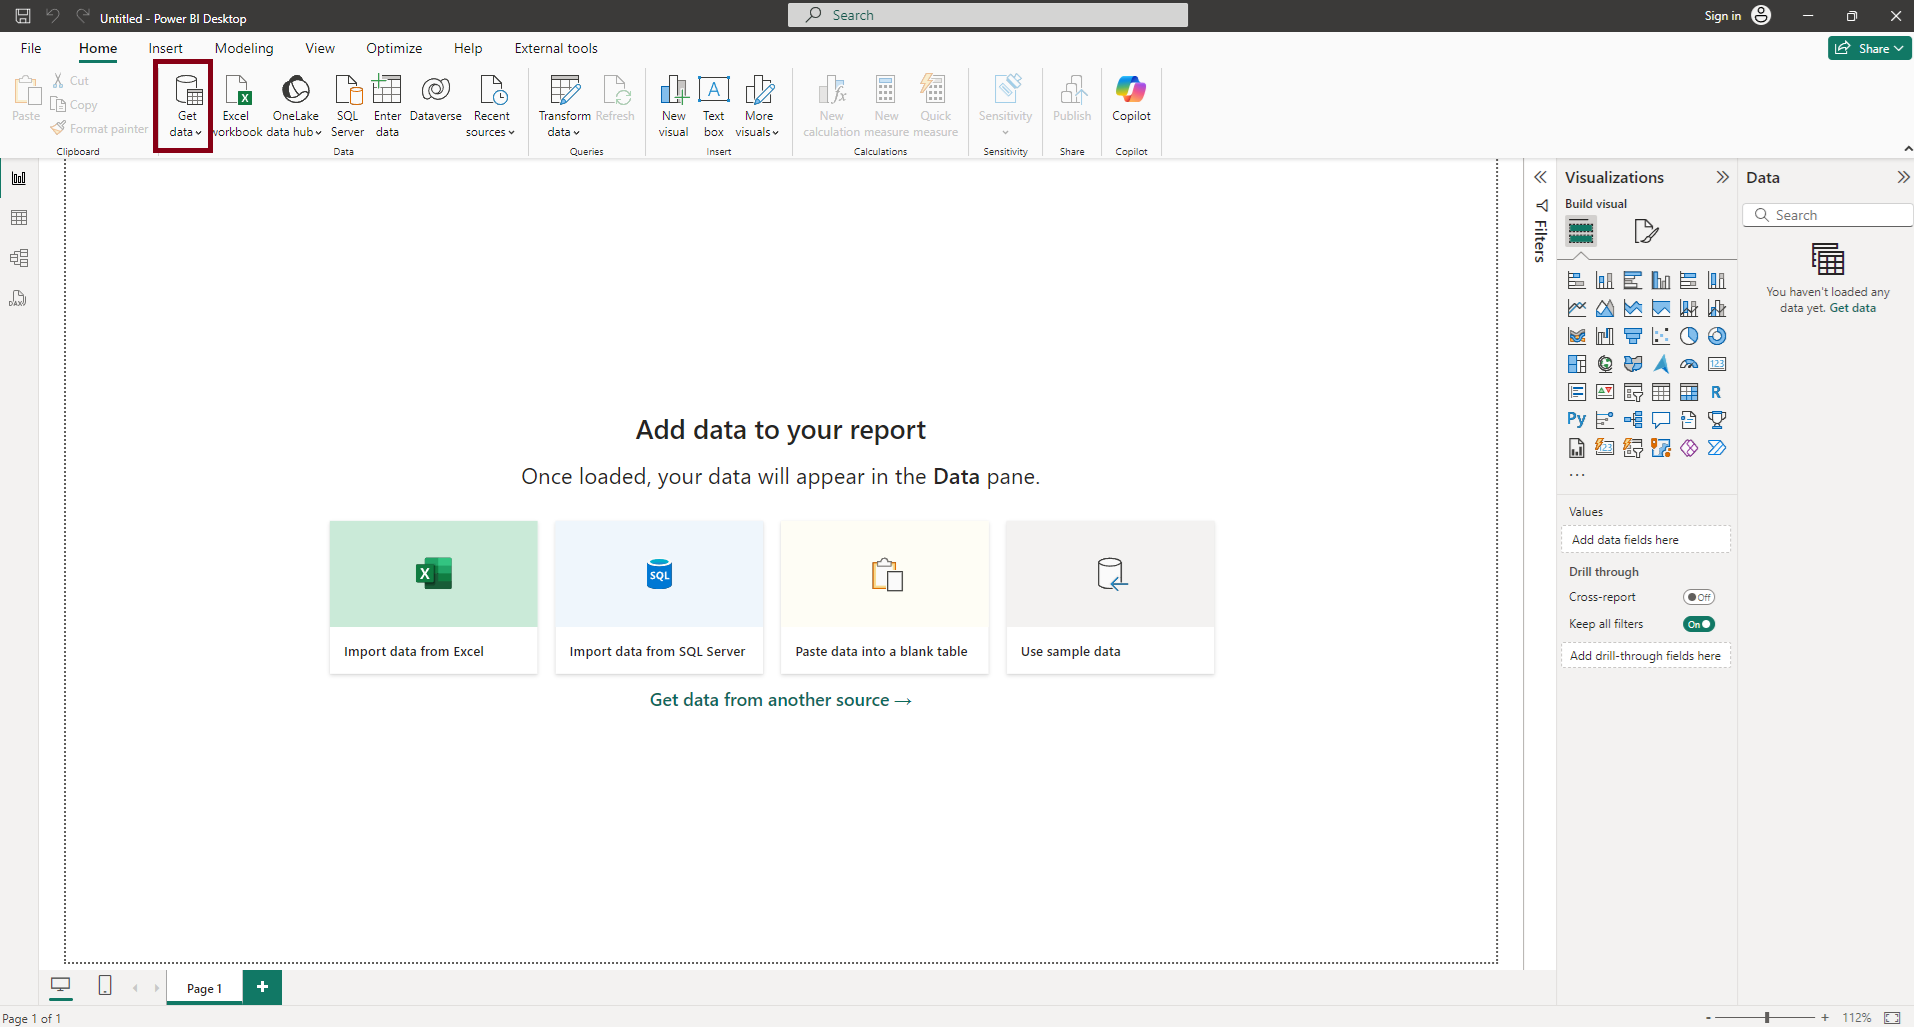 Untitled - Power BI Desktop
Search
Sign in
File
Home
Insert
Modeling
View
Optimize
Help
External tools
Share
Paste
Cut
Copy
Format painter
Clipboard
Get
data
Excel
workbook
OneLake
data hub
SQL
Server
Enter
data
Dataverse
Recent
sources
Data
Transform
data
Refresh
Queries
New
visual
A
Text
box
More
visuals
Insert
New
calculation
New
measure
Quick
measure
Calculations
Sensitivity
Sensitivity
Publish
Share
Copilot
Copilot
DAX
Filters
Visualizations
Build visual
123
R
Py
123
Values
Add data fields here
Drill through
Cross-report
Off
Keep all filters
On
Add drill-through fields here
Data
Search
You haven't loaded any
data yet. Get data
Add data to your report
Once loaded, your data will appear in the Data pane.
X
SQL
Import data from Excel
Import data from SQL Server
Paste data into a blank table
Use sample data
Get data from another source →
Page 1
+
Page 1 of 1
-
+
112%